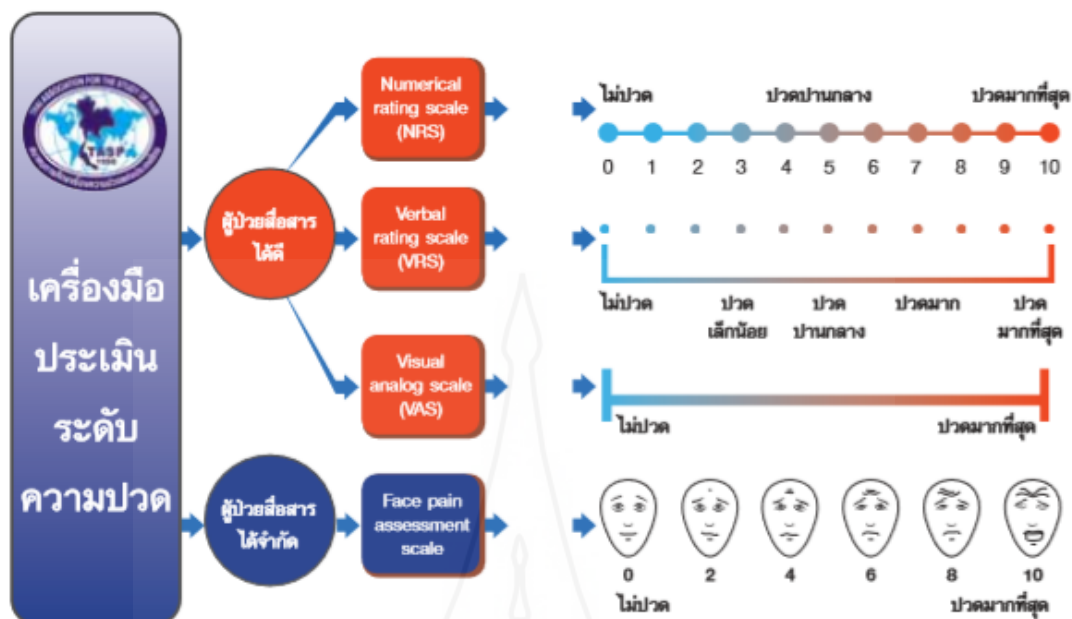 THAI ASSOCIATION FOR THE STUDY OF PAIN
TASP
เครื่องมือ
ประเมิน
ระดับ
ความปวด
ผู้ป่วยสื่อสาร
ได้ดี
Numerical
rating scale
(NRS)
ไม่ปวด ปวดปานกลาง ปวดมากที่สุด
0 1 2 3 4 5 6 7 8 9 10
Verbal
rating scale
(VRS)
ไม่ปวด ปวด ปวด ปวดมาก ปวด
เล็กน้อย ปานกลาง มากที่สุด
Visual
analog scale
(VAS)
ไม่ปวด ปวดมากที่สุด
ผู้ป่วยสื่อสาร
ได้จำกัด
Face pain
assessment
scale
0 2 4 6 8 10
ไม่ปวด ปวดมากที่สุด